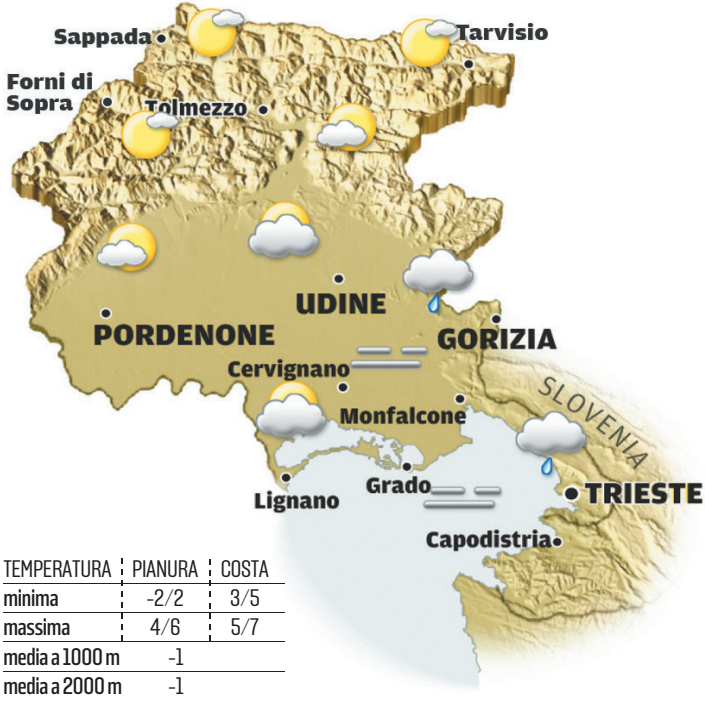 Sappada
Tarvisio
Forni di
Sopra
Tolmezzo
UDINE
PORDENONE
GORIZIA
Cervignano
SLOVENIA
Monfalcone
Grado
TRIESTE
Lignano
Capodistria
TEMPERATURA PIANURA COSTA
minima -2/2 3/5
massima 4/6 5/7
media a 1000 m -1
media a 2000 m -1